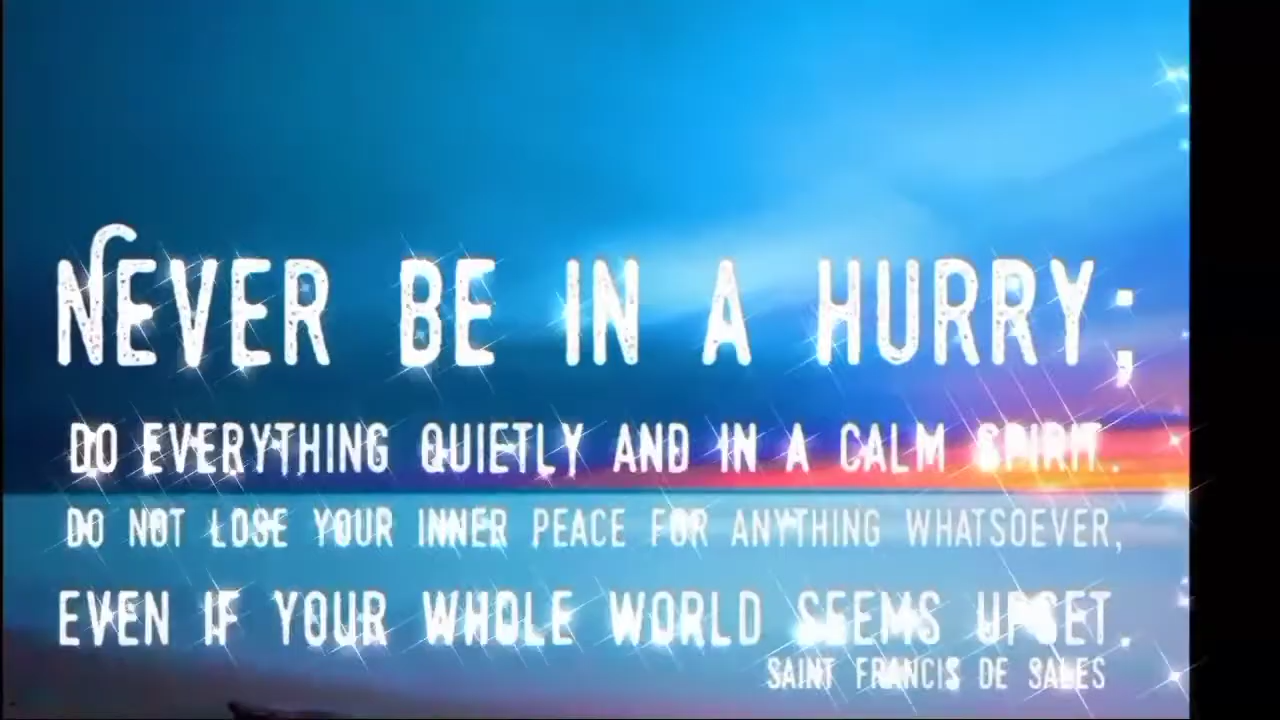 NEVER BE IN A HURRY;
DO EVERYTHING QUIETLY AND IN A CALM SPIRIT.
DO NOT LOSE YOUR INNER PEACE FOR ANYTHING WHATSOEVER,
EVEN IF YOUR WHOLE WORLD SEEMS UPSET.
SAINT FRANCIS DE SALES